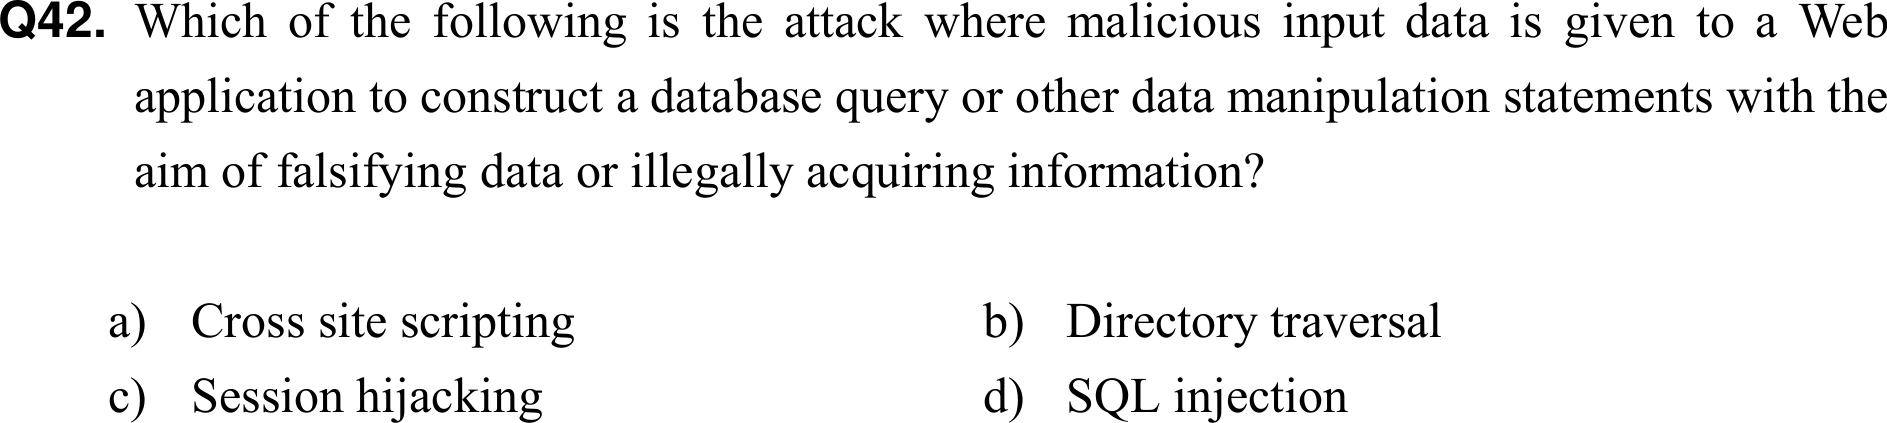 Q42. Which of the following is the attack where malicious input data is given to a Web
application to construct a database query or other data manipulation statements with the
aim of falsifying data or illegally acquiring information?
a) Cross site scripting b) Directory traversal
c) Session hijacking d) SQL injection